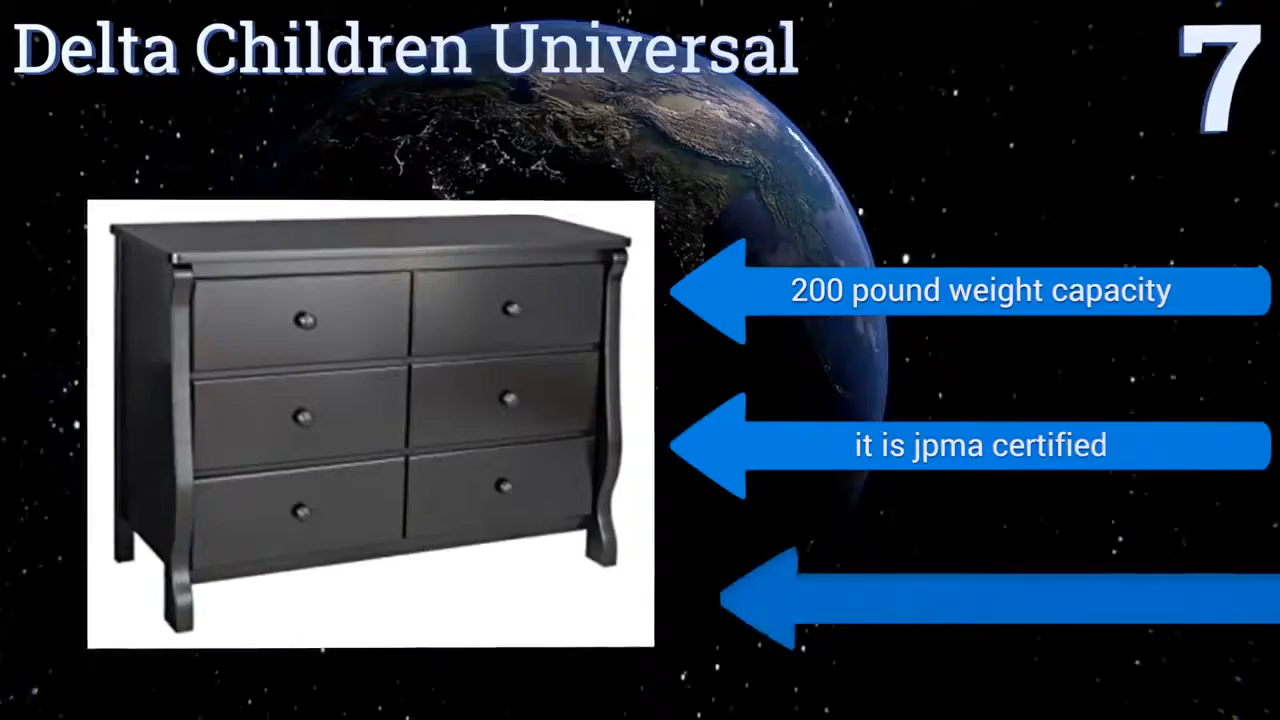 Delta Children Universal
7
200 pound weight capacity
it is jpma certified